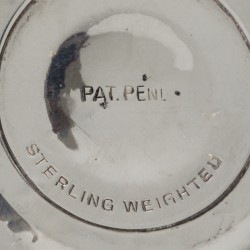 PAT. PEND.
STERLING WEIGHTED